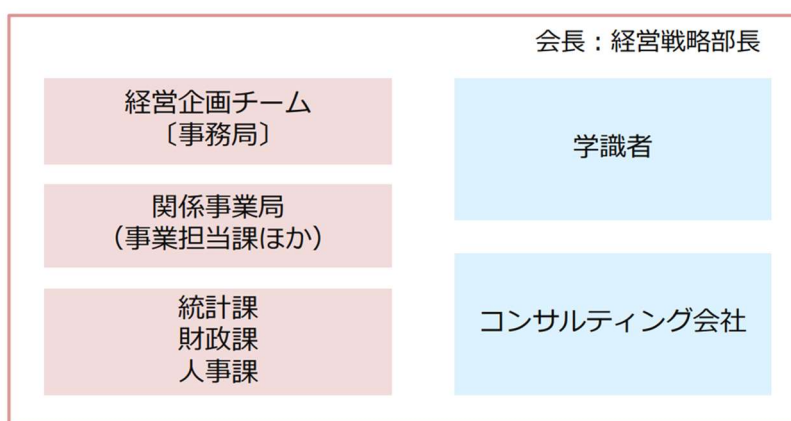 会長：経営戦略部長
経営企画チーム
〔事務局〕
関係事業局
（事業担当課ほか）
統計課
財政課
人事課
学識者
コンサルティング会社